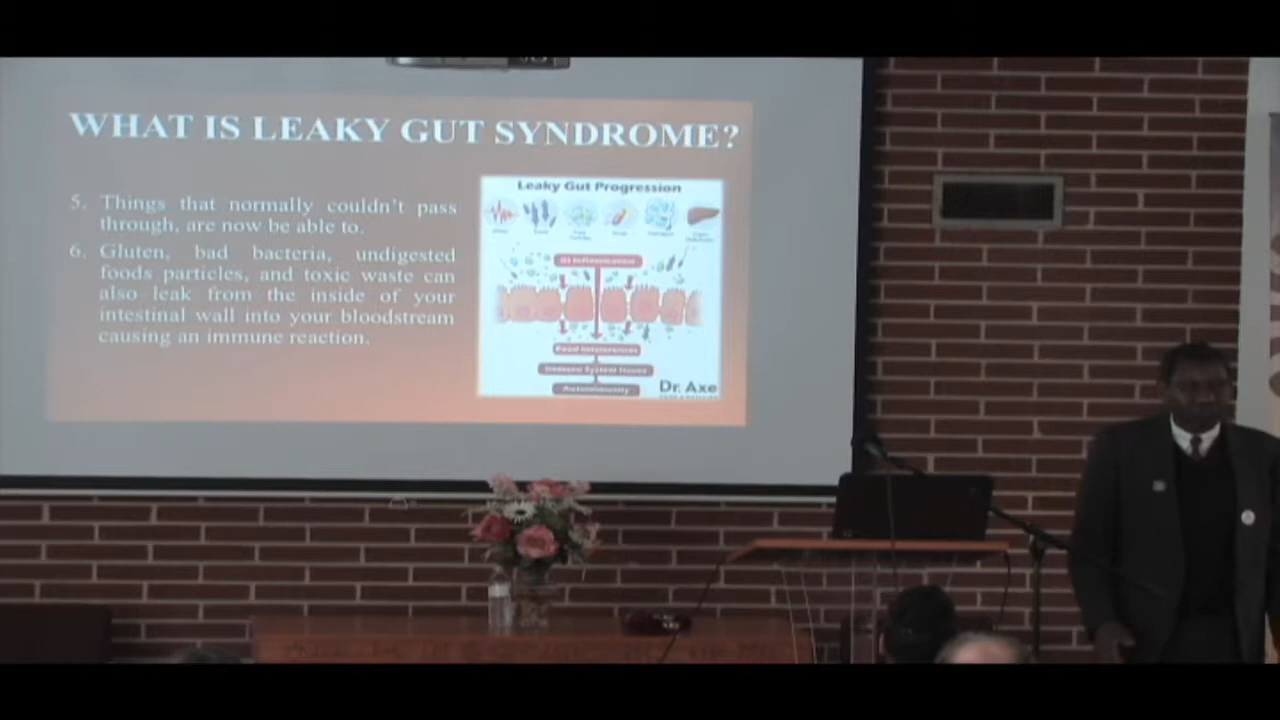 WHAT IS LEAKY GUT SYNDROME?
5. Things that normally couldn't pass
through, are now be able to.
6. Gluten, bad bacteria, undigested
foods particles, and toxic waste can
also leak from the inside of your
intestinal wall into your bloodstream
causing an immune reaction.
Leaky Gut Progression
GI Inflammation
Food Intolerances
Immune System Issues
Autoimmunity
Dr. Axe